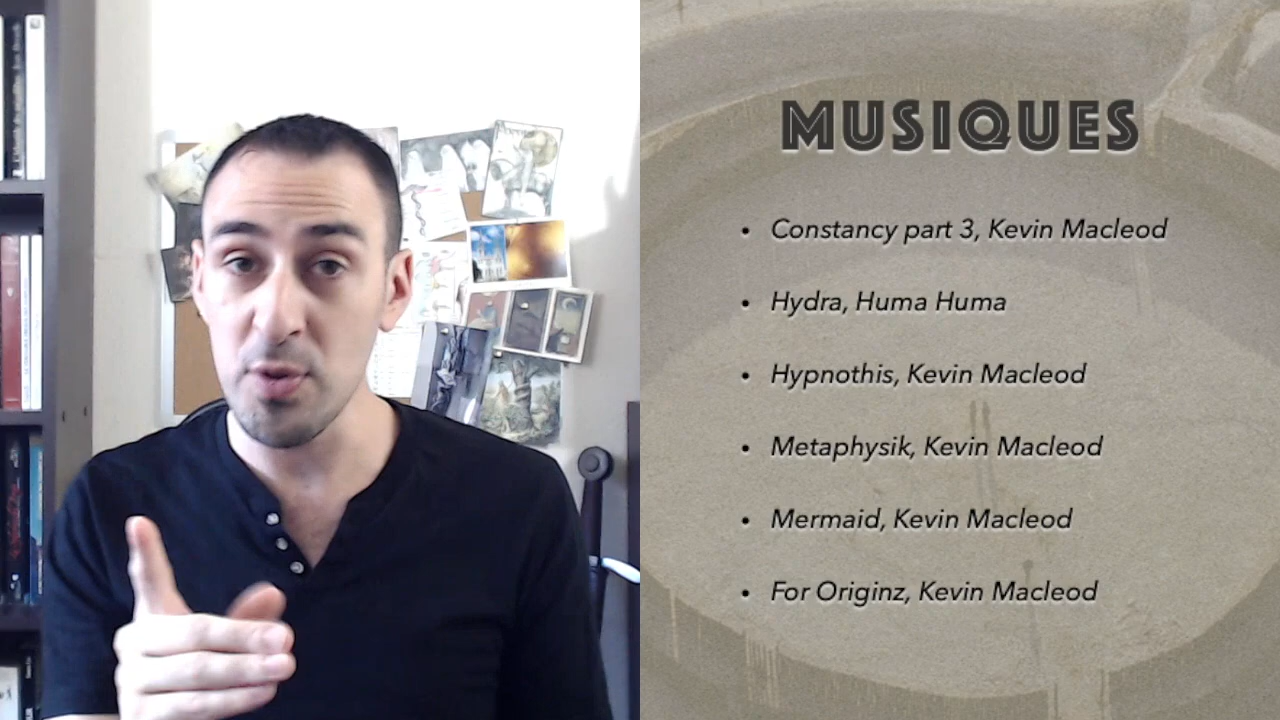 MUSIQUES
• Constancy part 3, Kevin Macleod
• Hydra, Huma Huma
• Hypnothis, Kevin Macleod
• Metaphysik, Kevin Macleod
• Mermaid, Kevin Macleod
• For Originz, Kevin Macleod